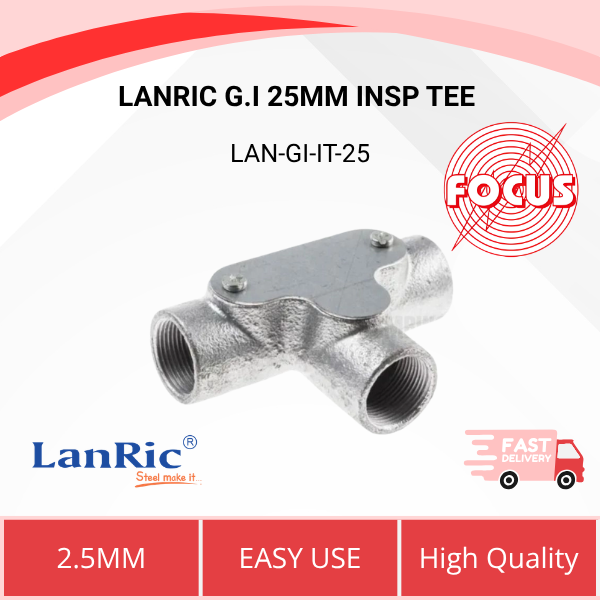 LANRIC G.I 25MM INSP TEE
LAN-GI-IT-25
FOCUS
LanRic®
Steel make it...
FAST
DELIVERY
2.5MM
EASY USE
High Quality